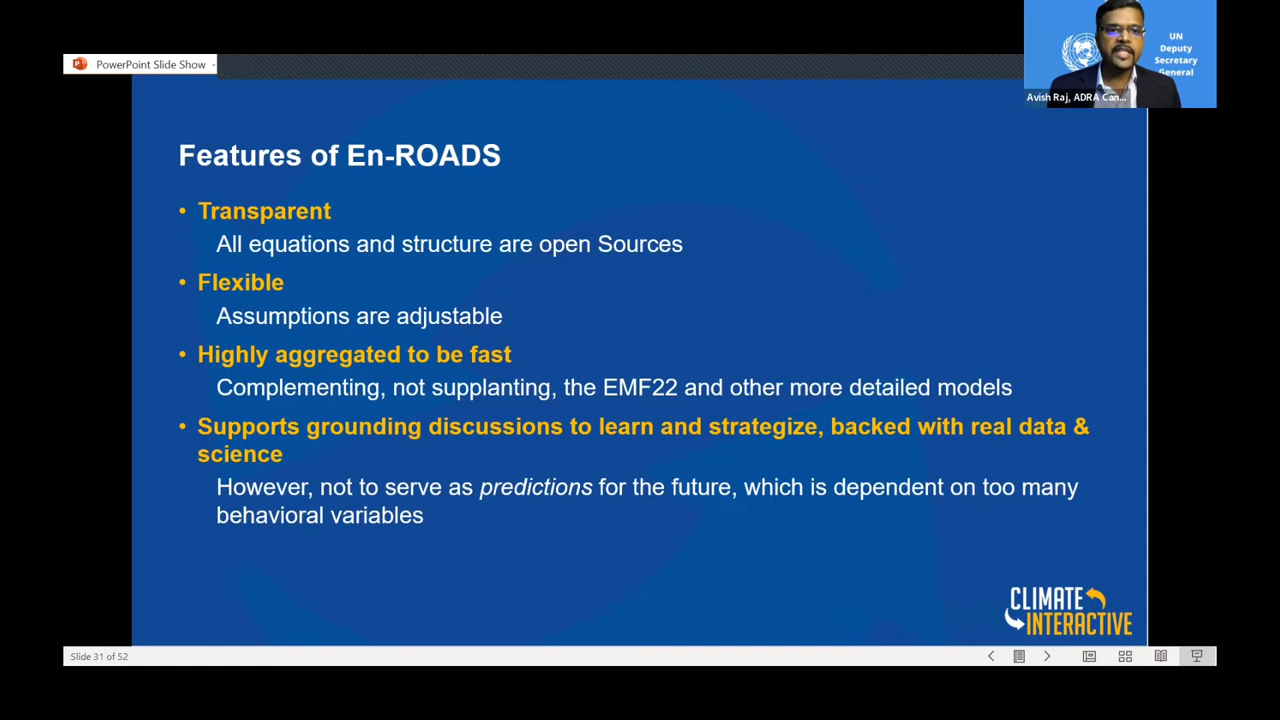 UN
Deputy
Secretary
General
PowerPoint Slide Show
Avish Raj, ADRA Can...
Features of En-ROADS
• Transparent
All equations and structure are open Sources
• Flexible
Assumptions are adjustable
• Highly aggregated to be fast
Complementing, not supplanting, the EMF22 and other more detailed models
• Supports grounding discussions to learn and strategize, backed with real data &
science
However, not to serve as predictions for the future, which is dependent on too many
behavioral variables
CLIMATE
INTERACTIVE
Slide 31 of 52